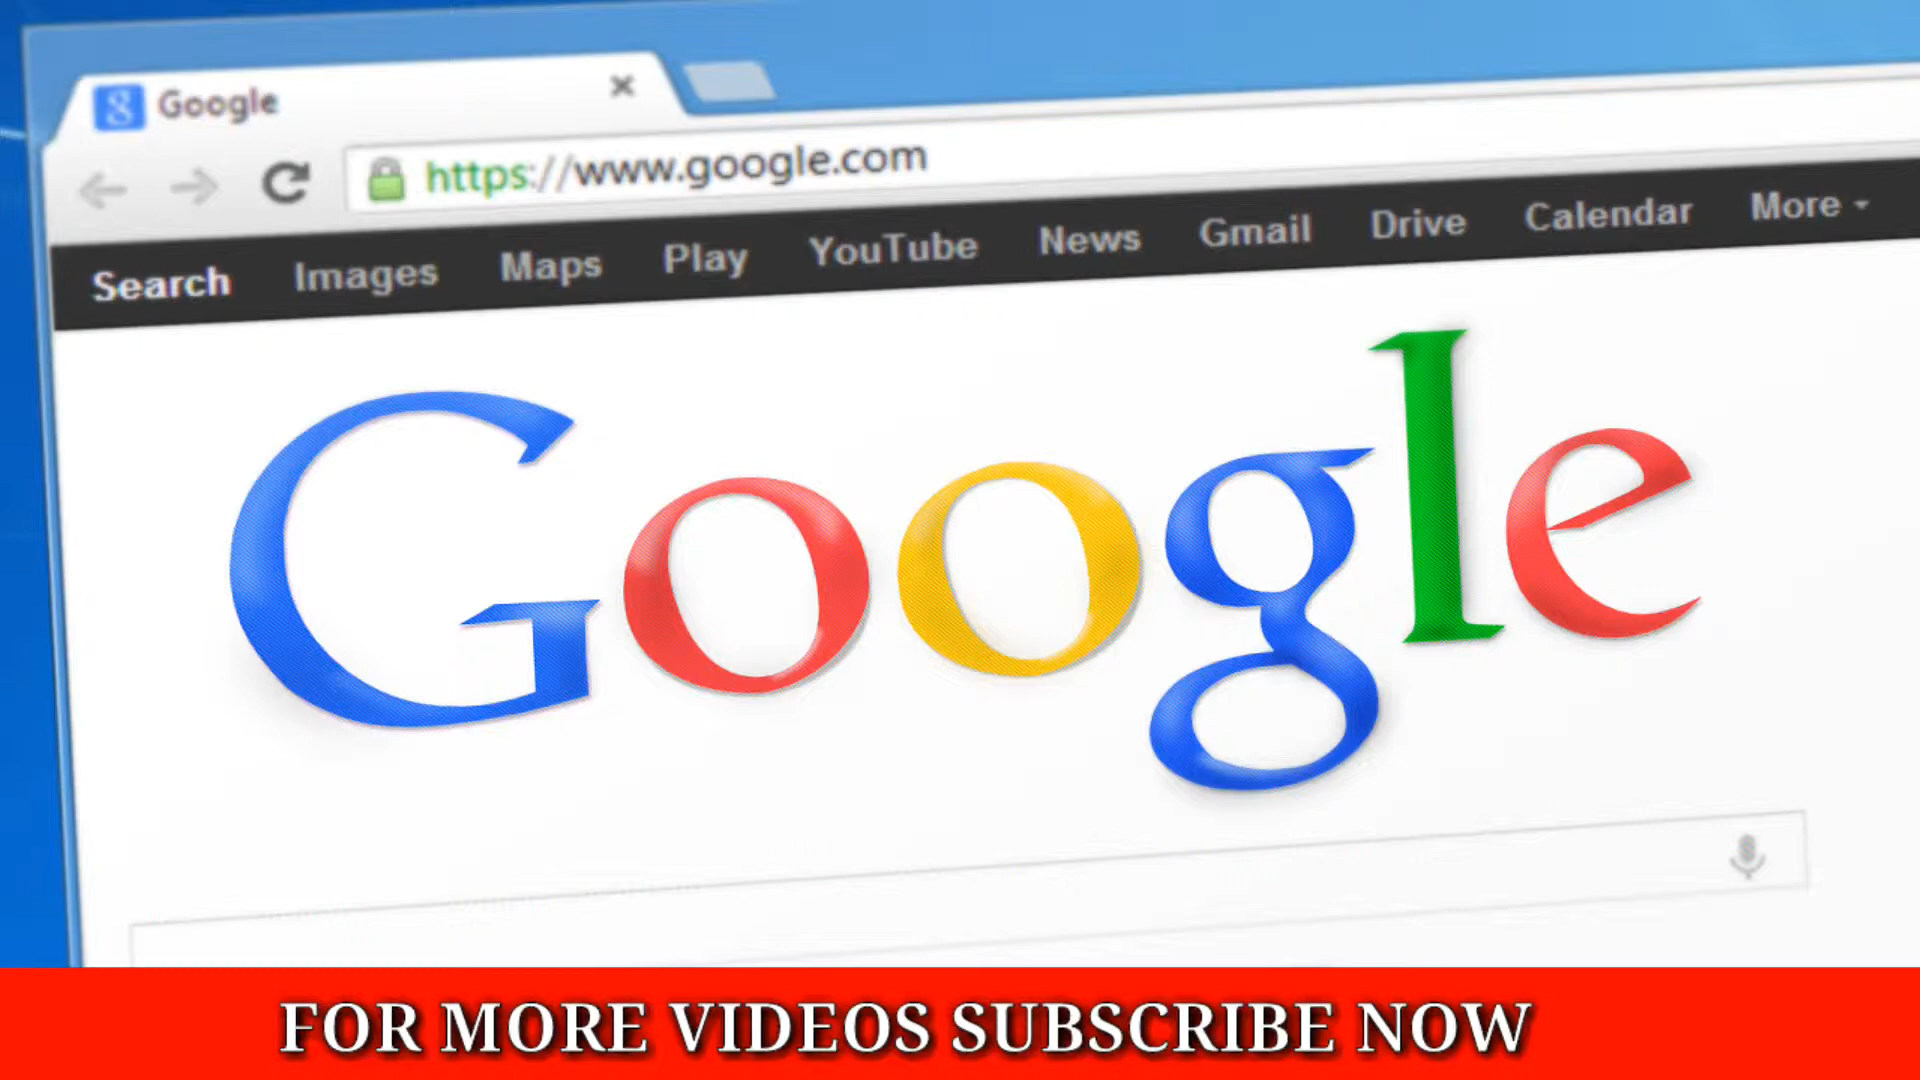 Google
https://www.google.com
Search Images Maps Play YouTube News Gmail Drive Calendar More
Google
FOR MORE VIDEOS SUBSCRIBE NOW